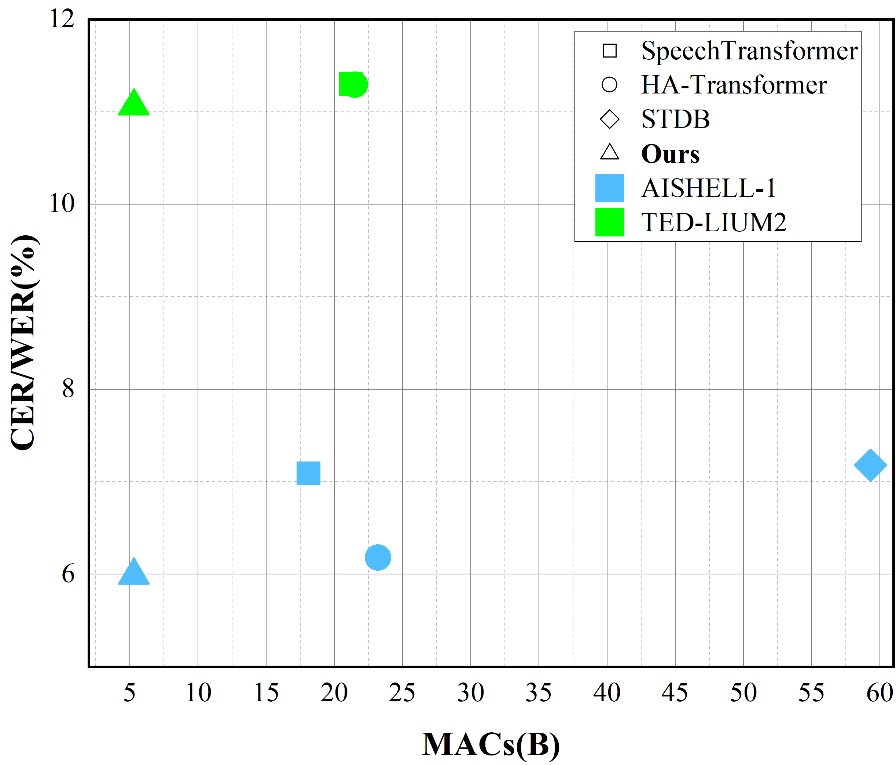 12
10
8
6
CER/WER(%)
SpeechTransformer
HA-Transformer
STDB
Ours
AISHELL-1
TED-LIUM2
5 10 15 20 25 30 35 40 45 50 55 60
MACs(B)